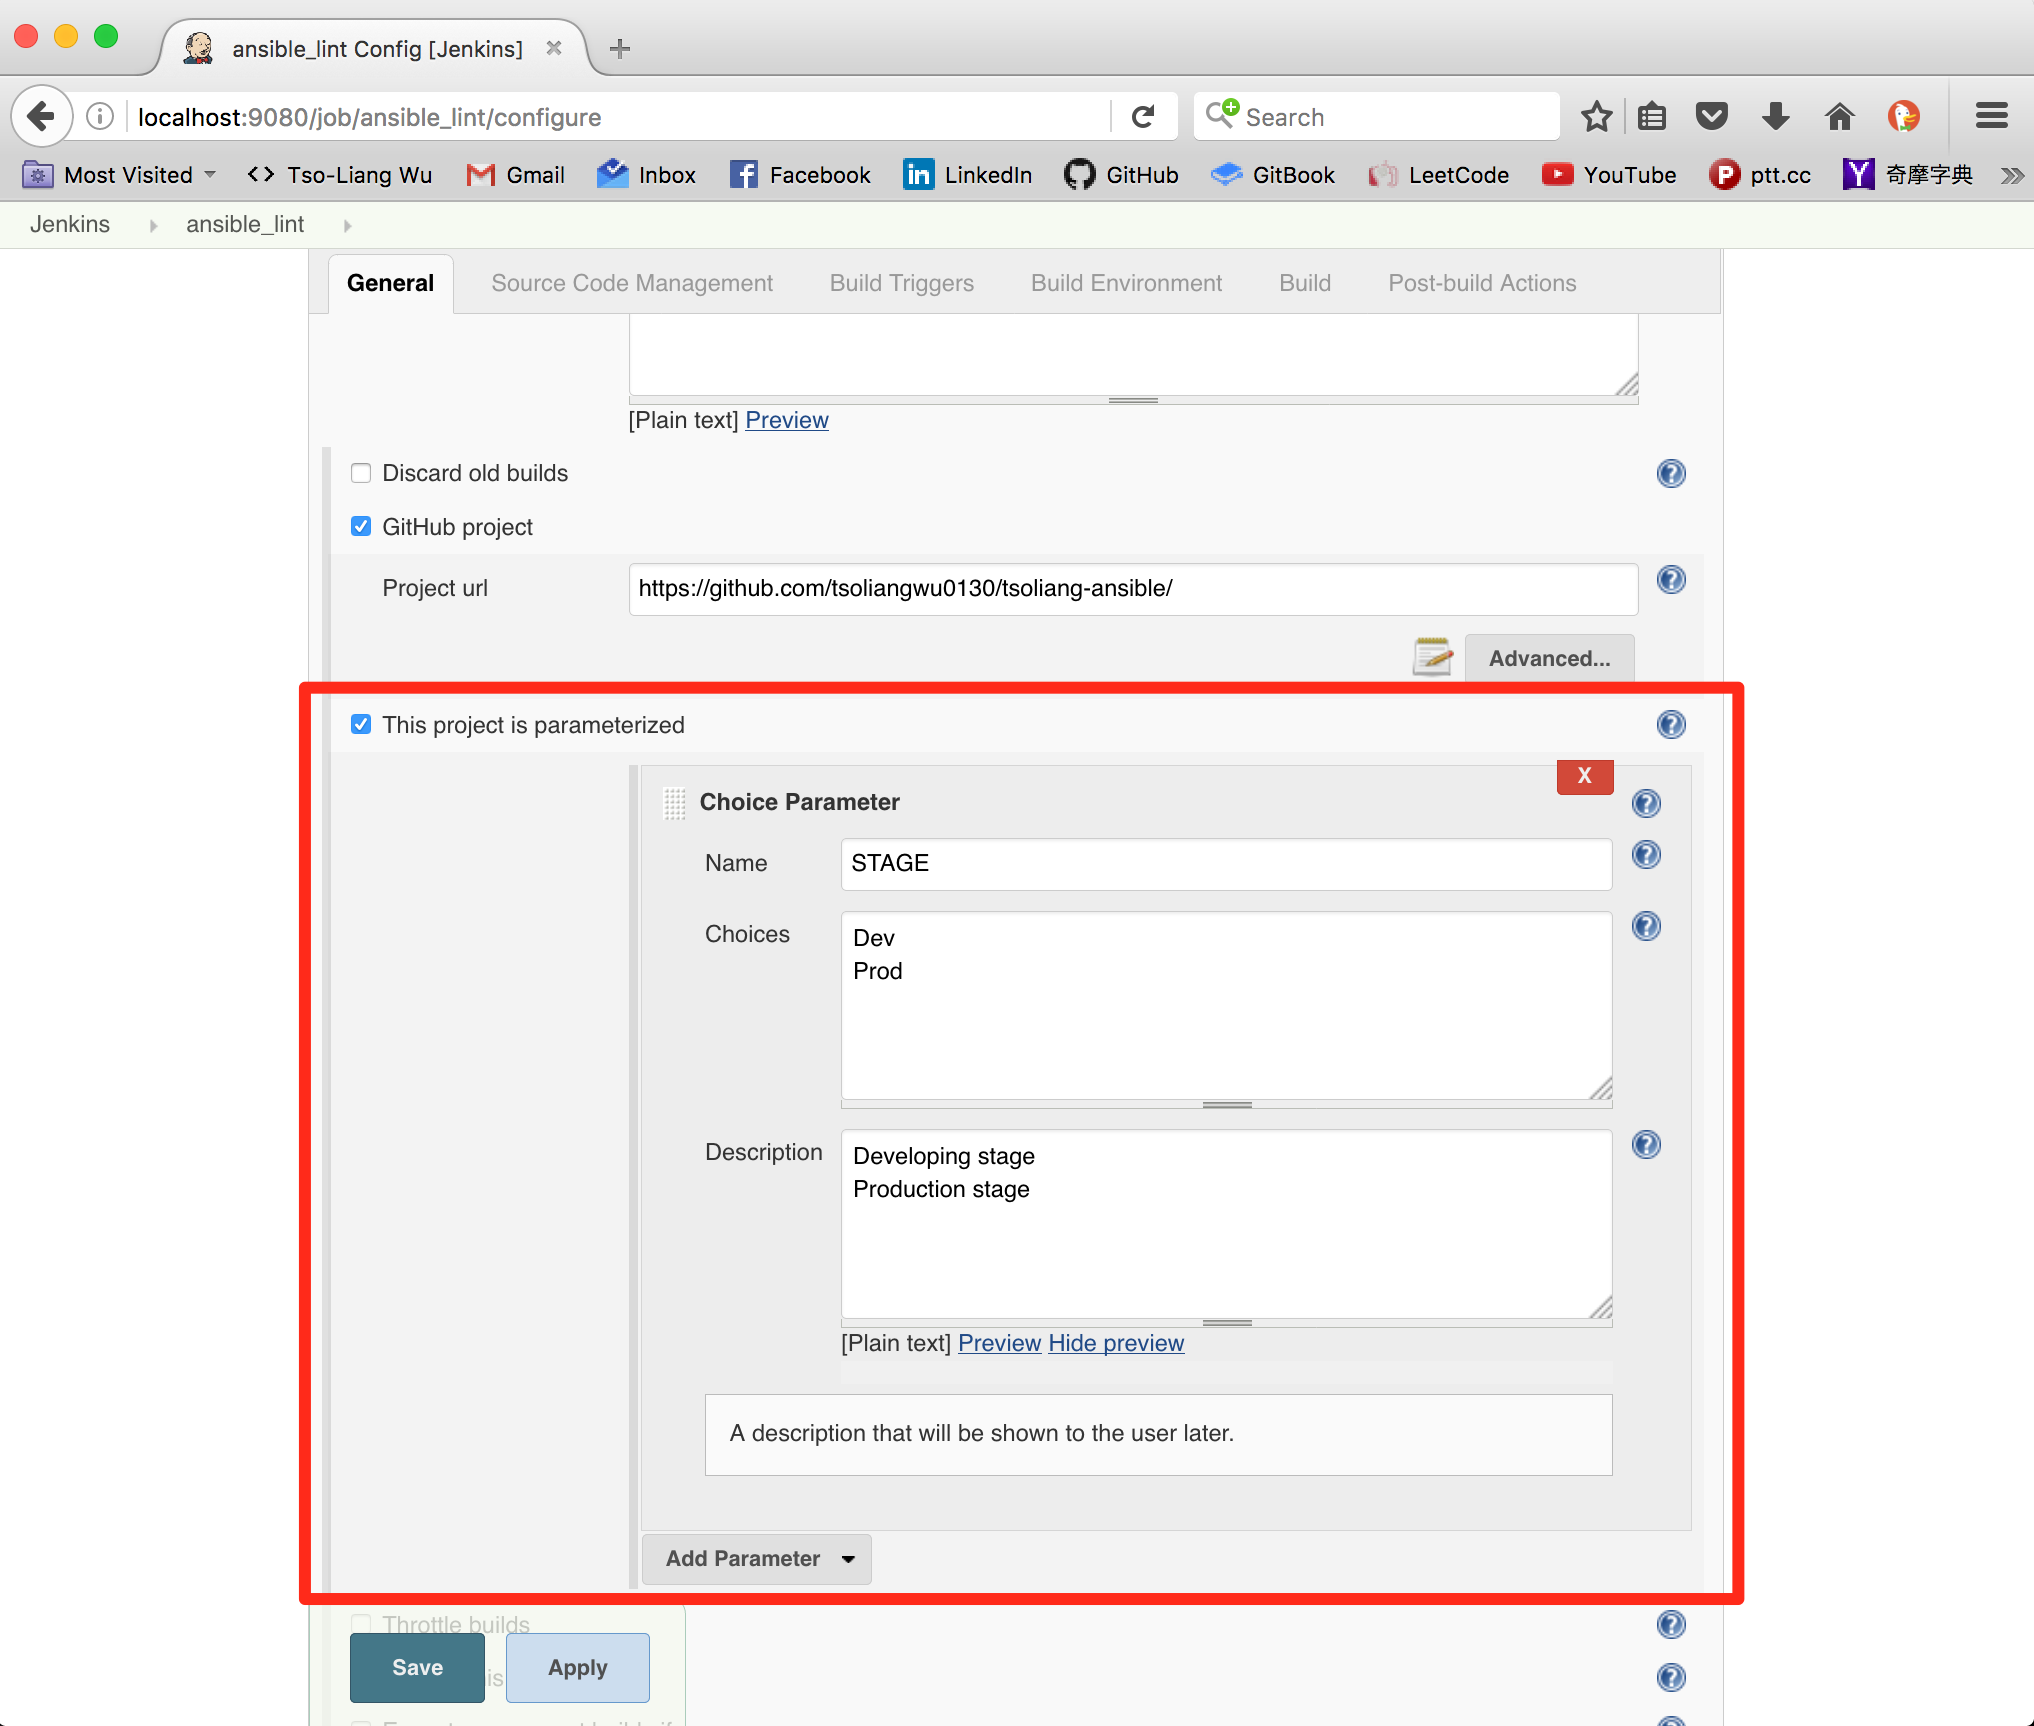 ansible_lint Config [Jenkins]
localhost:9080/job/ansible_lint/configure
Search
Most Visited
Tso-Liang Wu
Gmail
Inbox
Facebook
LinkedIn
GitHub
GitBook
LeetCode
YouTube
ptt.cc
奇摩字典
Jenkins
ansible_lint
General
Source Code Management
Build Triggers
Build Environment
Build
Post-build Actions
[Plain text] Preview
Discard old builds
GitHub project
Project url
https://github.com/tsoliangwu0130/tsoliang-ansible/
Advanced...
This project is parameterized
X
Choice Parameter
Name
STAGE
Choices
Dev
Prod
Description
Developing stage
Production stage
[Plain text] Preview Hide preview
A description that will be shown to the user later.
Add Parameter
Throttle builds
Save
Apply